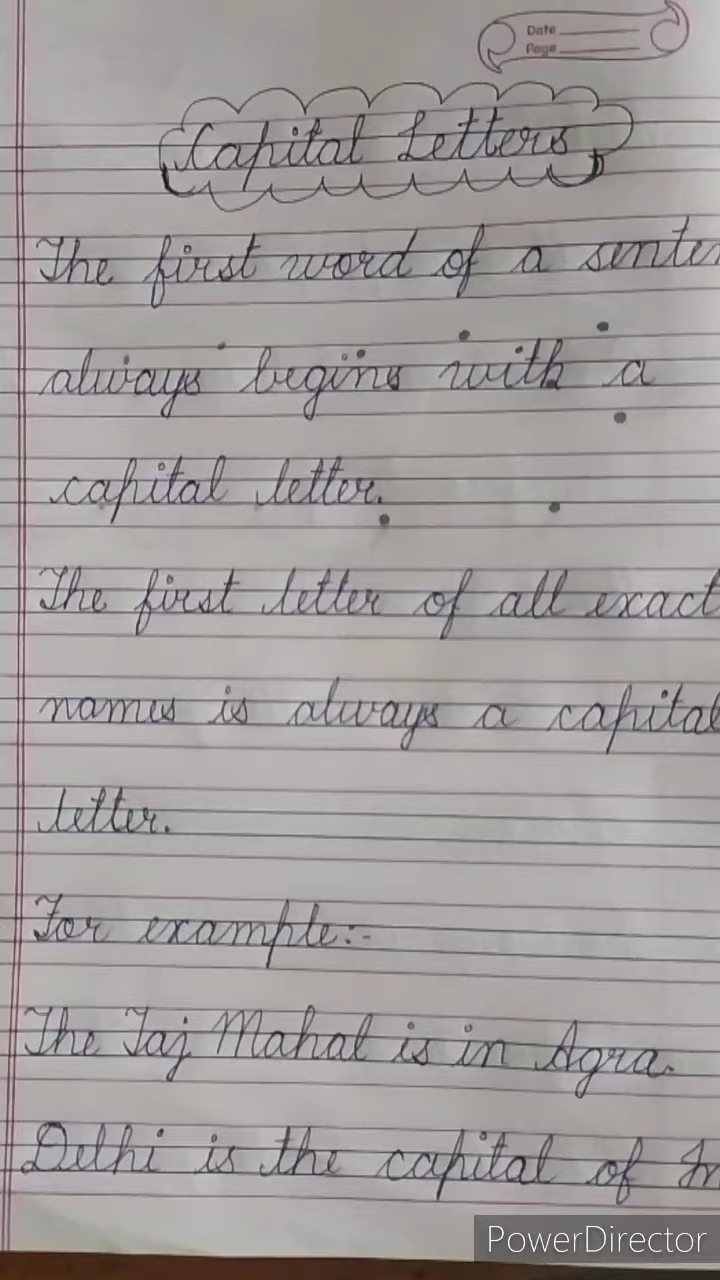 Date
Page
Capital Letters
The first word of a senten
always begins with a
capital letter.
The first letter of all exact
names is always a capital
letter.
For example:-
The Taj Mahal is in Agra.
Delhi is the capital of In
PowerDirector